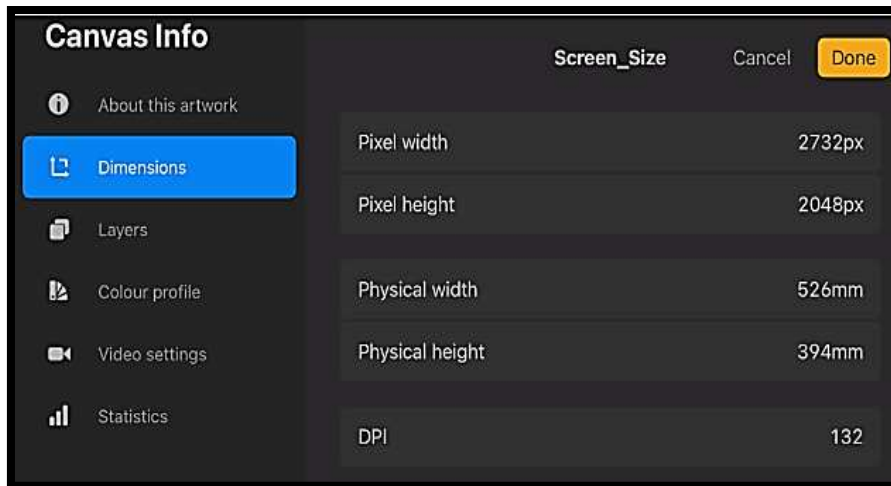 Canvas Info
Screen_Size Cancel Done
About this artwork
Dimensions
Layers
Colour profile
Video settings
Statistics
Pixel width 2732px
Pixel height 2048px
Physical width 526mm
Physical height 394mm
DPI 132